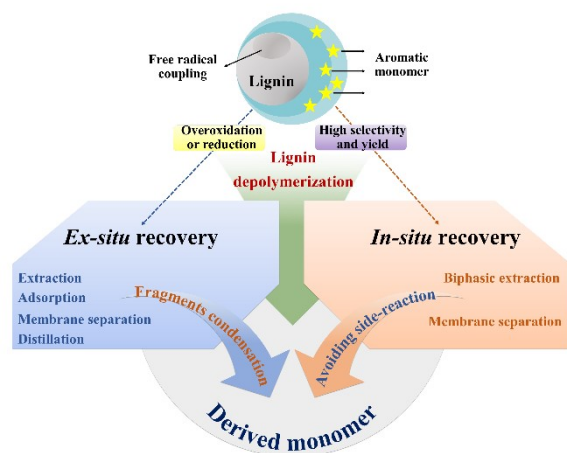 Free radical
coupling
Lignin
Aromatic
monomer
Overoxidation
or reduction
High selectivity
and yield
Lignin
depolymerization
Ex-situ recovery
In-situ recovery
Extraction
Adsorption
Membrane separation
Distillation
Fragments condensation
Avoiding side-reaction
Biphasic extraction
Membrane separation
Derived monomer